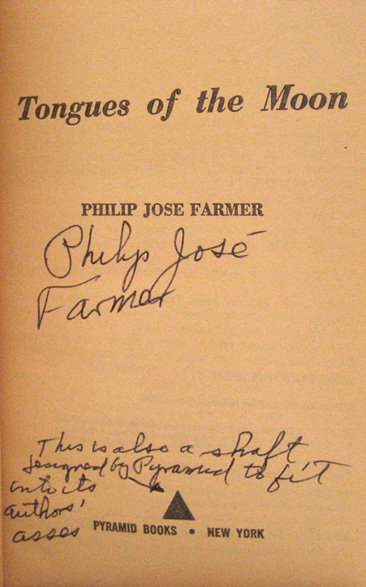 Tongues of the Moon
PHILIP JOSE FARMER
Philip José
Farmer
This is also a shaft
designed by Pyramid to fit
into its
authors'
asses
PYRAMID BOOKS • NEW YORK